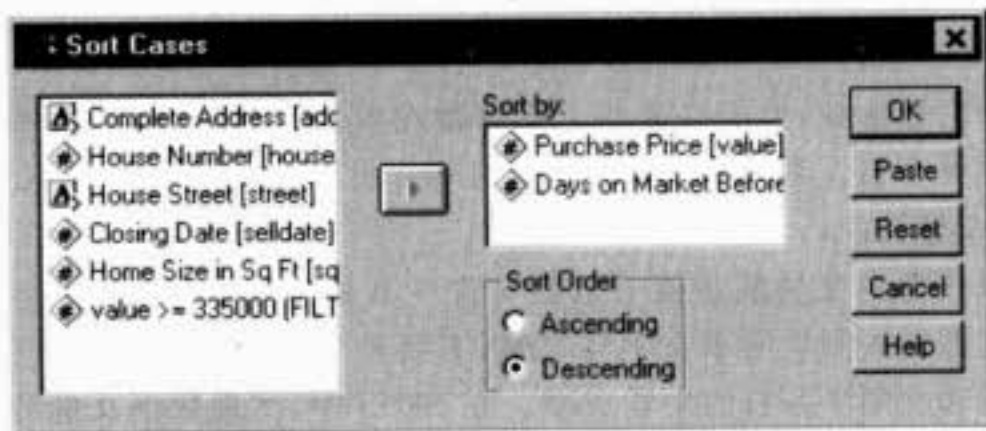 Sort Cases
Complete Address [add
House Number [house
House Street [street]
Closing Date [selldate]
Home Size in Sq Ft [sq
value >= 335000 (FILT
Sort by:
Purchase Price [value]
Days on Market Before
Sort Order
Ascending
Descending
OK
Paste
Reset
Cancel
Help